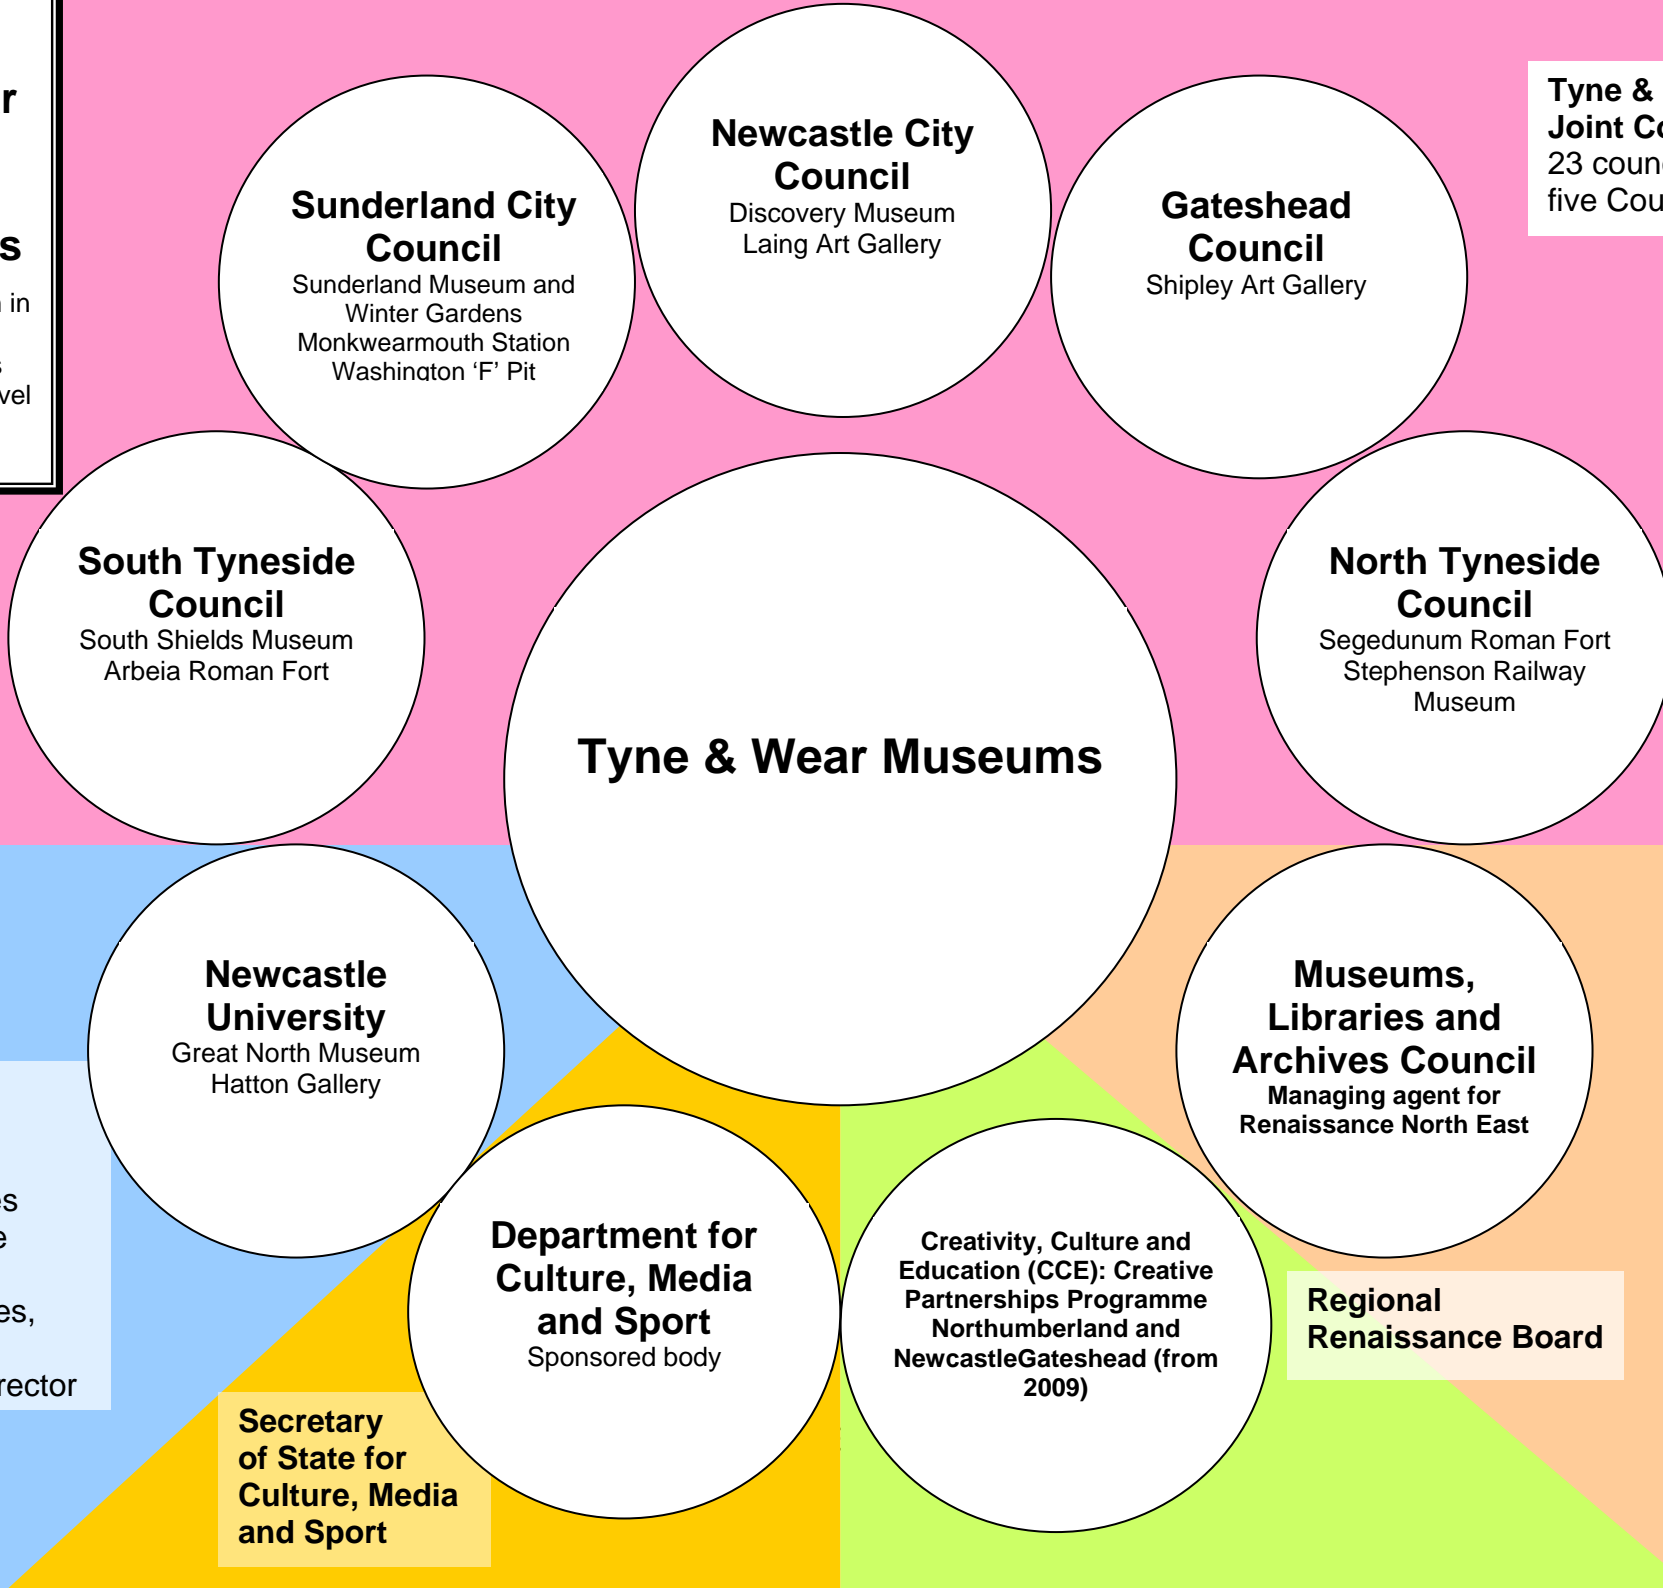 r
s
in
s
vel
Newcastle City
Council
Discovery Museum
Laing Art Gallery
Sunderland City
Council
Sunderland Museum and
Winter Gardens
Monkwearmouth Station
Washington ‘F’ Pit
Gateshead
Council
Shipley Art Gallery
Tyne &
Joint Co
23 coun
five Cou
South Tyneside
Council
South Shields Museum
Arbeia Roman Fort
North Tyneside
Council
Segedunum Roman Fort
Stephenson Railway
Museum
Tyne & Wear Museums
Newcastle
University
Great North Museum
Hatton Gallery
Museums,
Libraries and
Archives Council
Managing agent for
Renaissance North East
es
e
es,
rector
Department for
Culture, Media
and Sport
Sponsored body
Creativity, Culture and
Education (CCE): Creative
Partnerships Programme
Northumberland and
NewcastleGateshead (from
2009)
Regional
Renaissance Board
Secretary
of State for
Culture, Media
and Sport